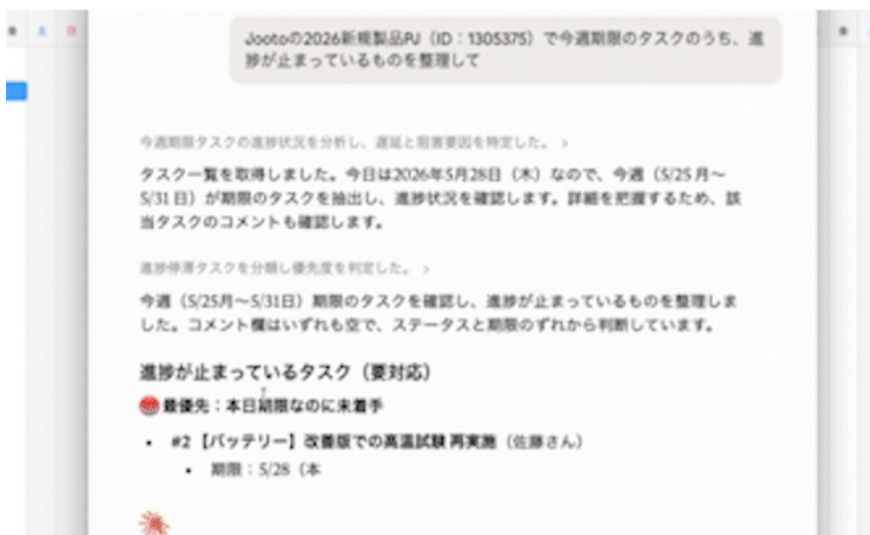 Jootoの2026新規製品PJ（ID：1305375）で今週期限のタスクのうち、進
捗が止まっているものを整理して
今週期限タスクの進捗状況を分析し、遅延と阻害要因を特定した。 >
タスク一覧を取得しました。今日は2026年5月28日（木）なので、今週（5/25 月〜
5/31 日）が期限のタスクを抽出し、進捗状況を確認します。詳細を把握するため、該
当タスクのコメントも確認します。
進捗停滞タスクを分類し優先度を判定した。 >
今週（5/25月〜5/31日）期限のタスクを確認し、進捗が止まっているものを整理しま
した。コメント欄はいずれも空で、ステータスと期限のずれから判断しています。
進捗が止まっているタスク（要対応）
最優先：本日期限なのに未着手
• #2 【バッテリー】改善版での高温試験 再実施（佐藤さん）
• 期限：5/28（本